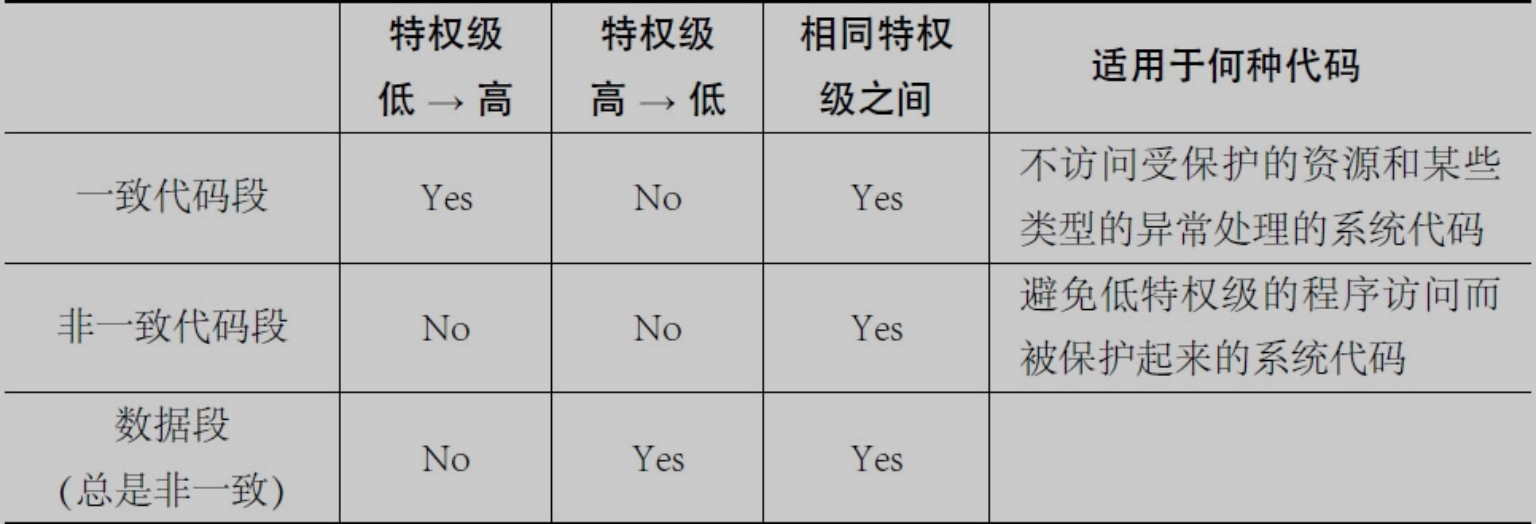 特权级 低 → 高
特权级 高 → 低
相同特权级之间
适用于何种代码
一致代码段
Yes
No
Yes
不访问受保护的资源和某些
类型的异常处理的系统代码
非一致代码段
No
No
Yes
避免低特权级的程序访问而
被保护起来的系统代码
数据段
(总是非一致)
No
Yes
Yes